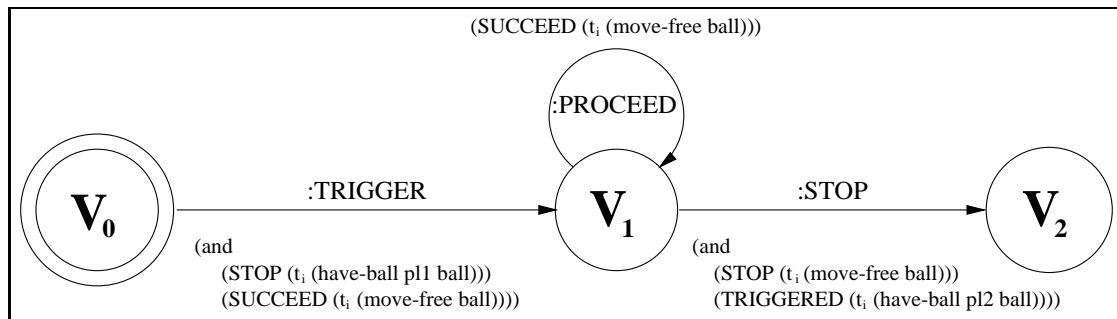 (SUCCEED (ti (move-free ball)))
:PROCEED
V0
:TRIGGER
V1
:STOP
V2
(and
(STOP (ti (have-ball pl1 ball)))
(SUCCEED (ti (move-free ball))))
(and
(STOP (ti (move-free ball)))
(TRIGGERED (ti (have-ball pl2 ball))))